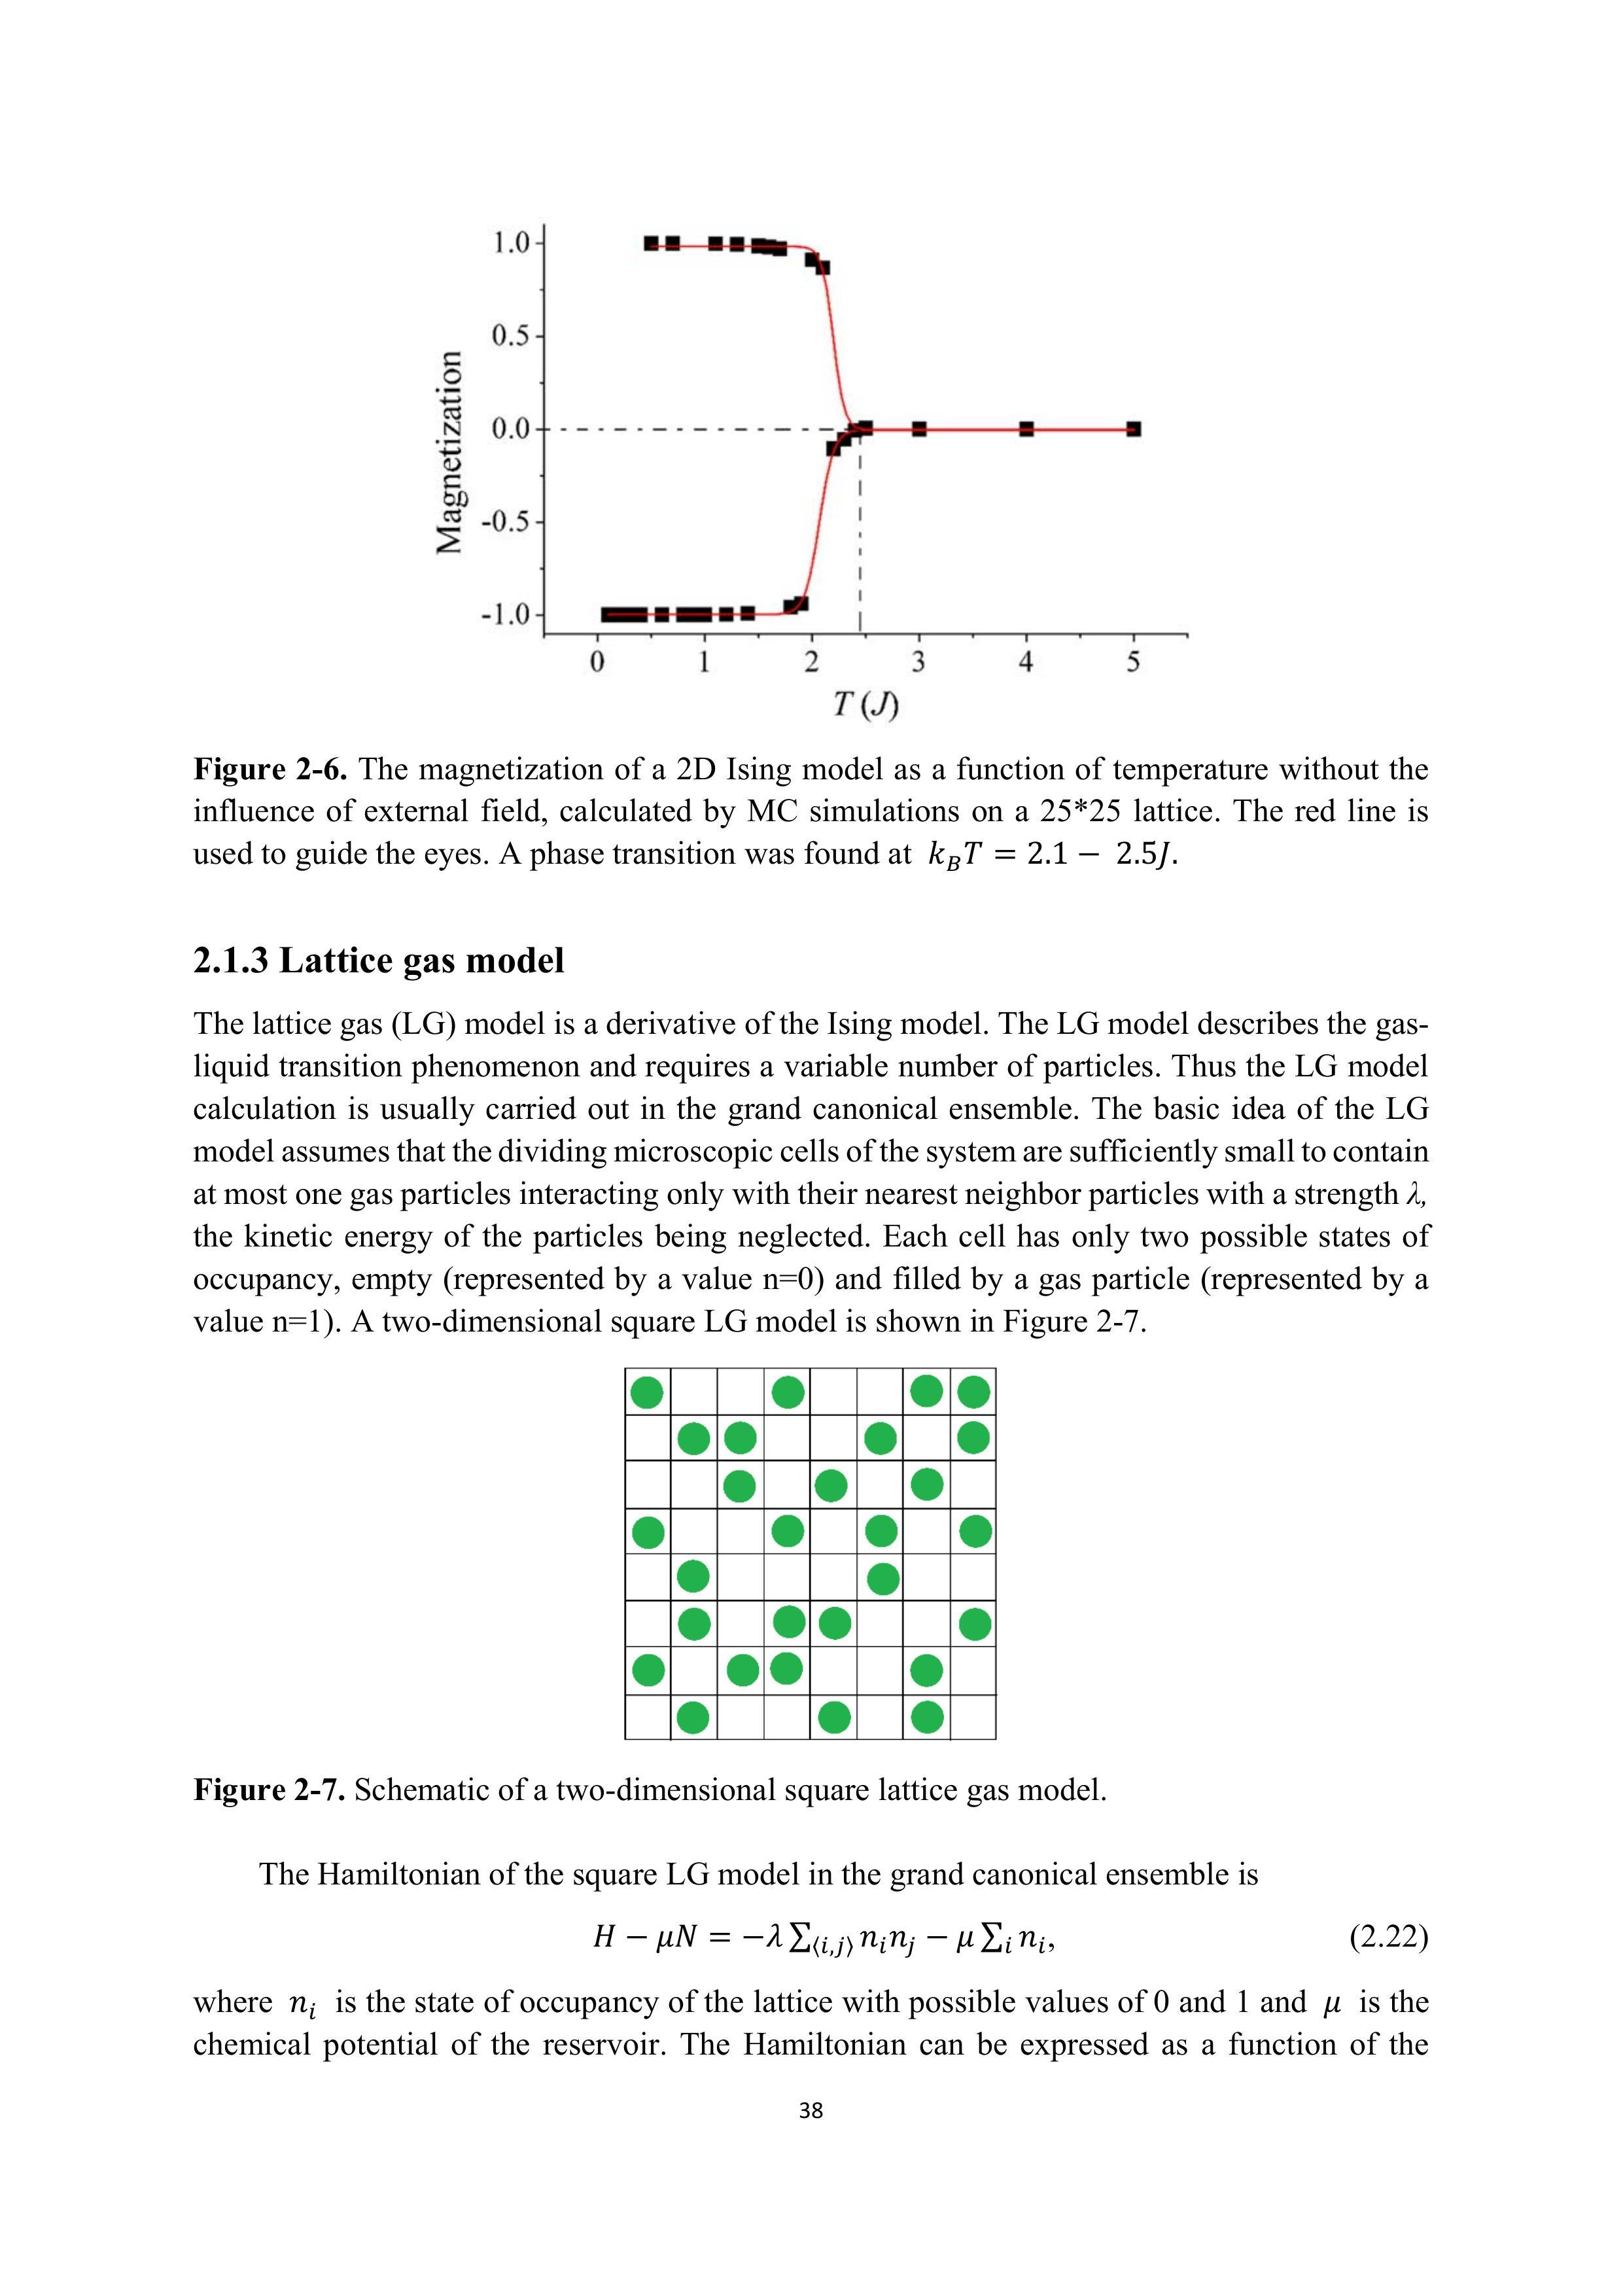 1.0
0.5
0.0
-0.5
-1.0
Magnetization
0 1 2 3 4 5
T (J)
Figure 2-6. The magnetization of a 2D Ising model as a function of temperature without the
influence of external field, calculated by MC simulations on a 25*25 lattice. The red line is
used to guide the eyes. A phase transition was found at k_BT = 2.1 − 2.5J.
2.1.3 Lattice gas model
The lattice gas (LG) model is a derivative of the Ising model. The LG model describes the gas-
liquid transition phenomenon and requires a variable number of particles. Thus the LG model
calculation is usually carried out in the grand canonical ensemble. The basic idea of the LG
model assumes that the dividing microscopic cells of the system are sufficiently small to contain
at most one gas particles interacting only with their nearest neighbor particles with a strength λ,
the kinetic energy of the particles being neglected. Each cell has only two possible states of
occupancy, empty (represented by a value n=0) and filled by a gas particle (represented by a
value n=1). A two-dimensional square LG model is shown in Figure 2-7.
Figure 2-7. Schematic of a two-dimensional square lattice gas model.
The Hamiltonian of the square LG model in the grand canonical ensemble is
H − μN = −λ ∑⟨i,j⟩ n_i n_j − μ ∑_i n_i, (2.22)
where n_i is the state of occupancy of the lattice with possible values of 0 and 1 and μ is the
chemical potential of the reservoir. The Hamiltonian can be expressed as a function of the
38